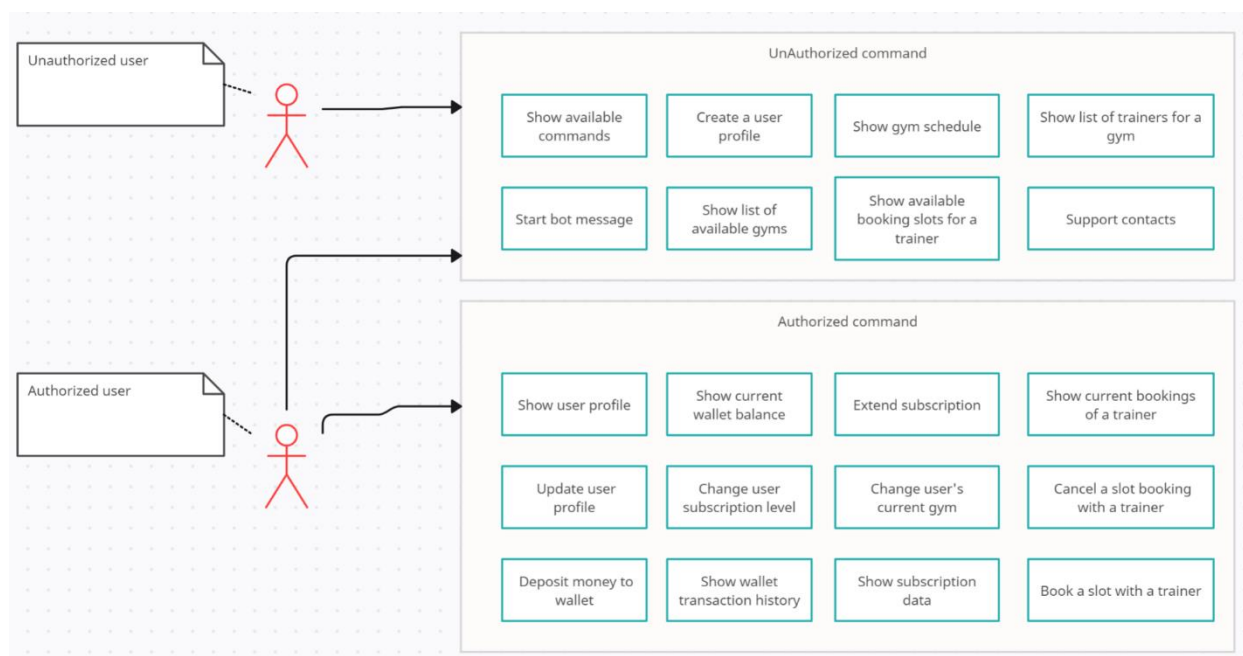 Unauthorized user
UnAuthorized command
Show available
commands
Create a user
profile
Show gym schedule
Show list of trainers for a
gym
Start bot message
Show list of
available gyms
Show available
booking slots for a
trainer
Support contacts
Authorized user
Authorized command
Show user profile
Show current
wallet balance
Extend subscription
Show current bookings
of a trainer
Update user
profile
Change user
subscription level
Change user's
current gym
Cancel a slot booking
with a trainer
Deposit money to
wallet
Show wallet
transaction history
Show subscription
data
Book a slot with a trainer